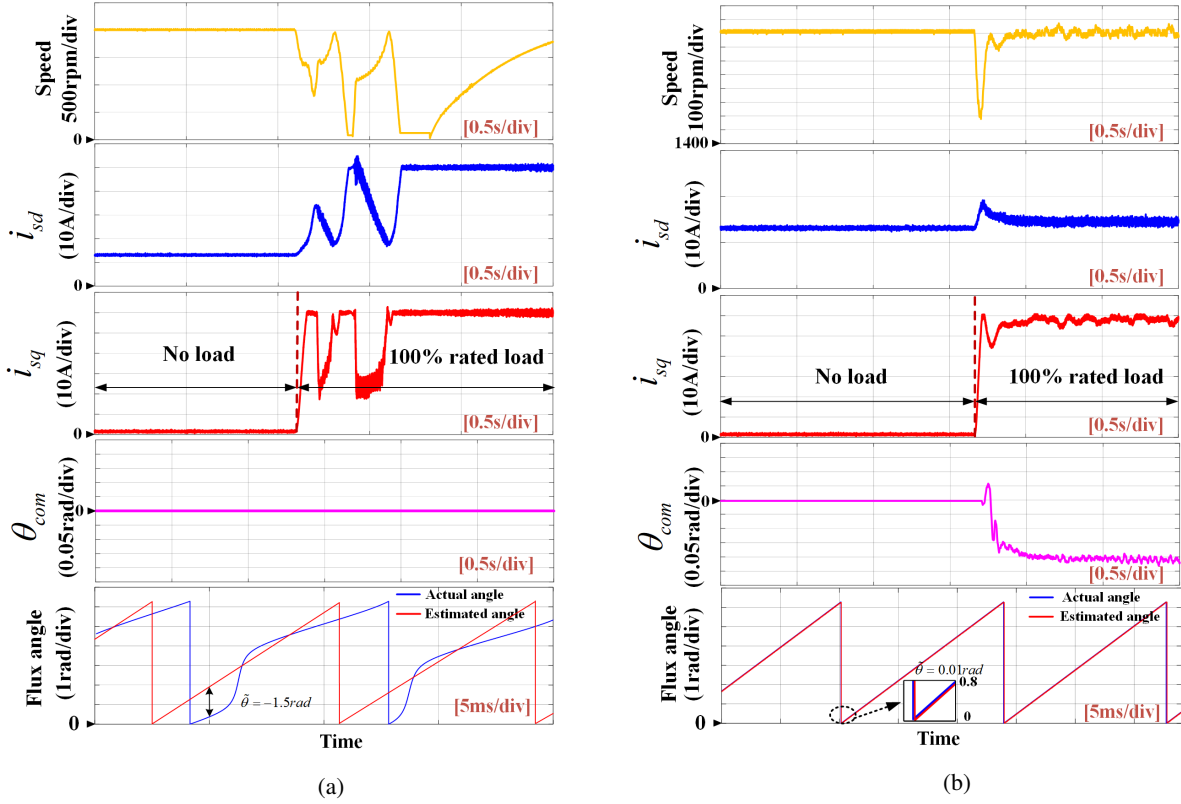 Speed
500rpm/div
0
[0.5s/div]
i_sd
(10A/div)
0
[0.5s/div]
i_sq
(10A/div)
No load
100% rated load
0
[0.5s/div]
θ_com
(0.05rad/div)
0
[0.5s/div]
Flux angle
(1rad/div)
Actual angle
Estimated angle
θ̃ = −1.5rad
0
[5ms/div]
Time
(a)
Speed
100rpm/div
1400
[0.5s/div]
i_sd
(10A/div)
0
[0.5s/div]
i_sq
(10A/div)
No load
100% rated load
0
[0.5s/div]
θ_com
(0.05rad/div)
0
[0.5s/div]
Flux angle
(1rad/div)
Actual angle
Estimated angle
θ̃ = 0.01rad
0.8
0
0
[5ms/div]
Time
(b)